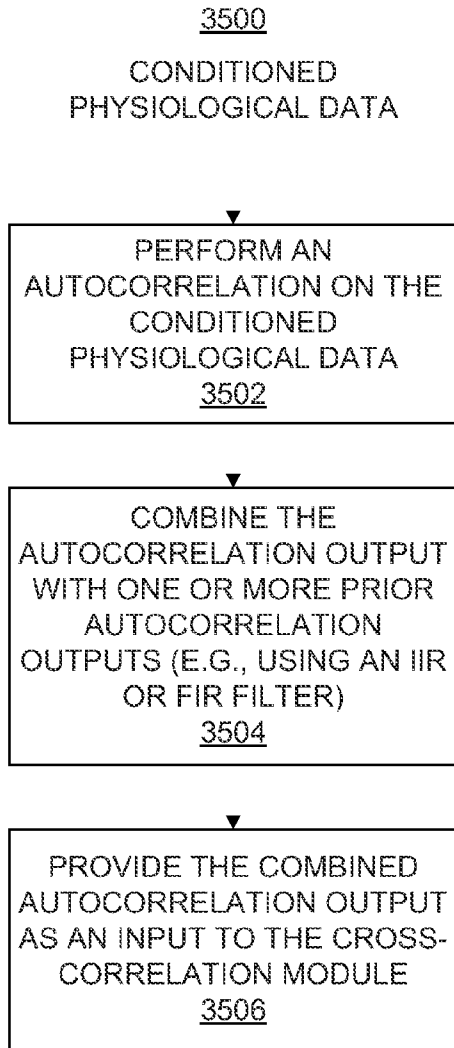 3500
CONDITIONED
PHYSIOLOGICAL DATA
PERFORM AN
AUTOCORRELATION ON THE
CONDITIONED
PHYSIOLOGICAL DATA
3502
COMBINE THE
AUTOCORRELATION OUTPUT
WITH ONE OR MORE PRIOR
AUTOCORRELATION
OUTPUTS (E.G., USING AN IIR
OR FIR FILTER)
3504
PROVIDE THE COMBINED
AUTOCORRELATION OUTPUT
AS AN INPUT TO THE CROSS-
CORRELATION MODULE
3506